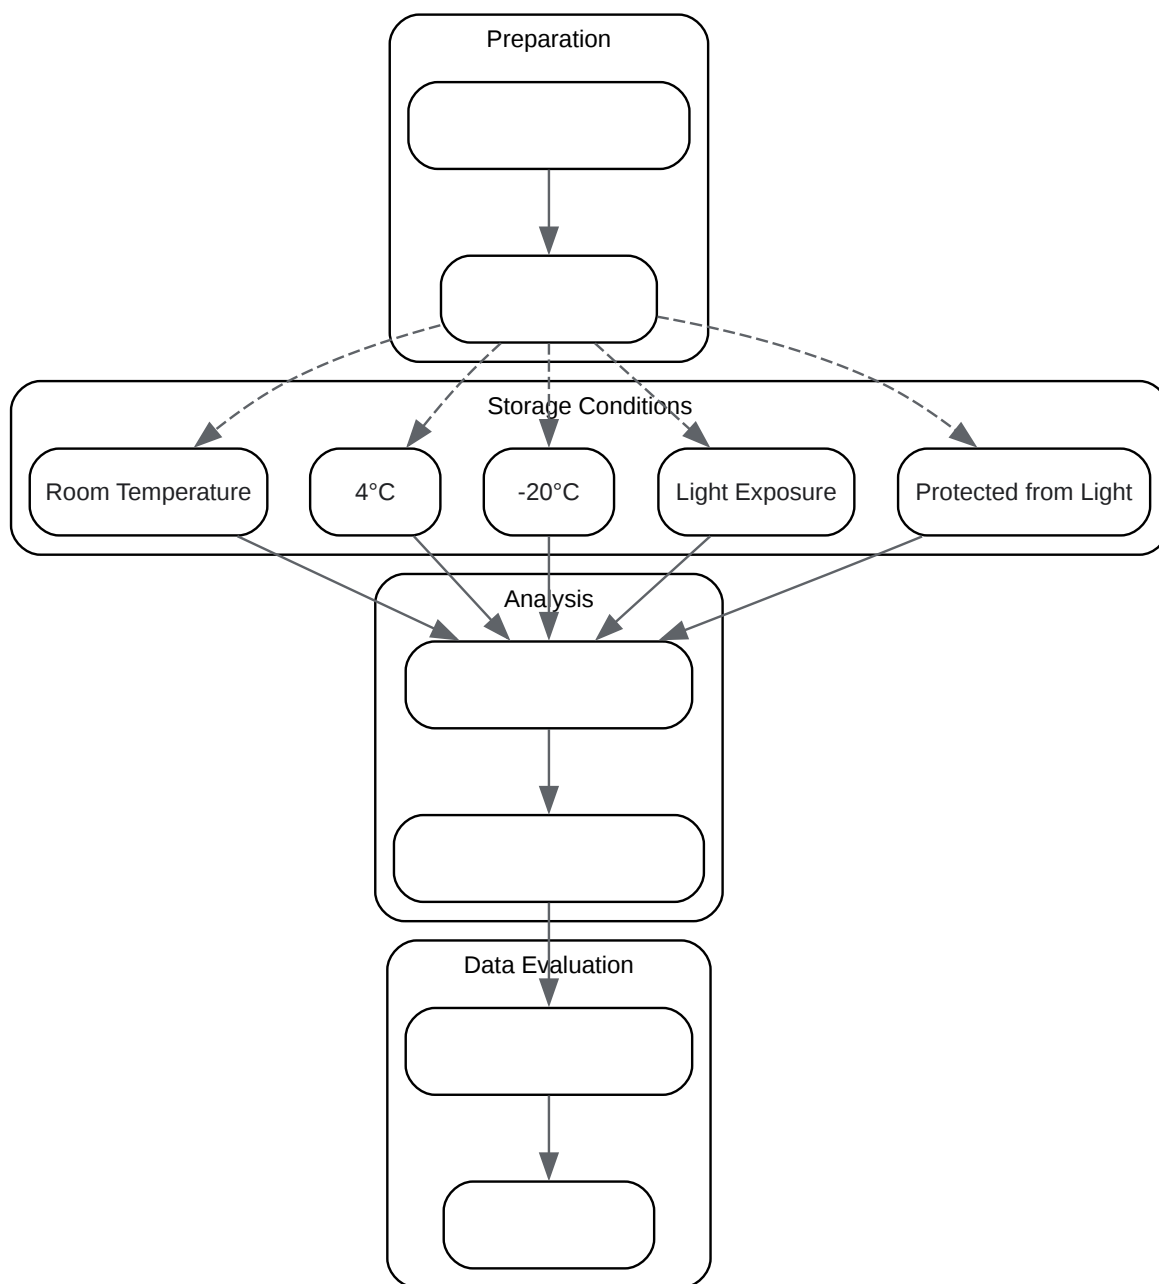 Preparation
Storage Conditions
Room Temperature
4°C
-20°C
Light Exposure
Protected from Light
Analysis
Data Evaluation